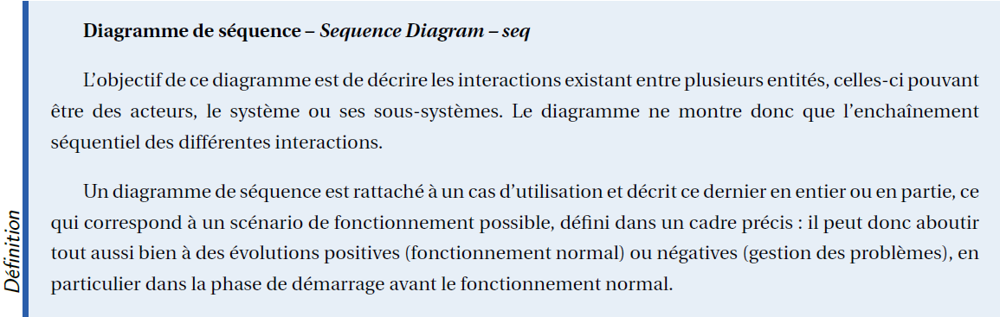 Diagramme de séquence – Sequence Diagram – seq
L’objectif de ce diagramme est de décrire les interactions existant entre plusieurs entités, celles-ci pouvant
être des acteurs, le système ou ses sous-systèmes. Le diagramme ne montre donc que l’enchaînement
séquentiel des différentes interactions.
Un diagramme de séquence est rattaché à un cas d’utilisation et décrit ce dernier en entier ou en partie, ce
qui correspond à un scénario de fonctionnement possible, défini dans un cadre précis : il peut donc aboutir
tout aussi bien à des évolutions positives (fonctionnement normal) ou négatives (gestion des problèmes), en
particulier dans la phase de démarrage avant le fonctionnement normal.
Définition